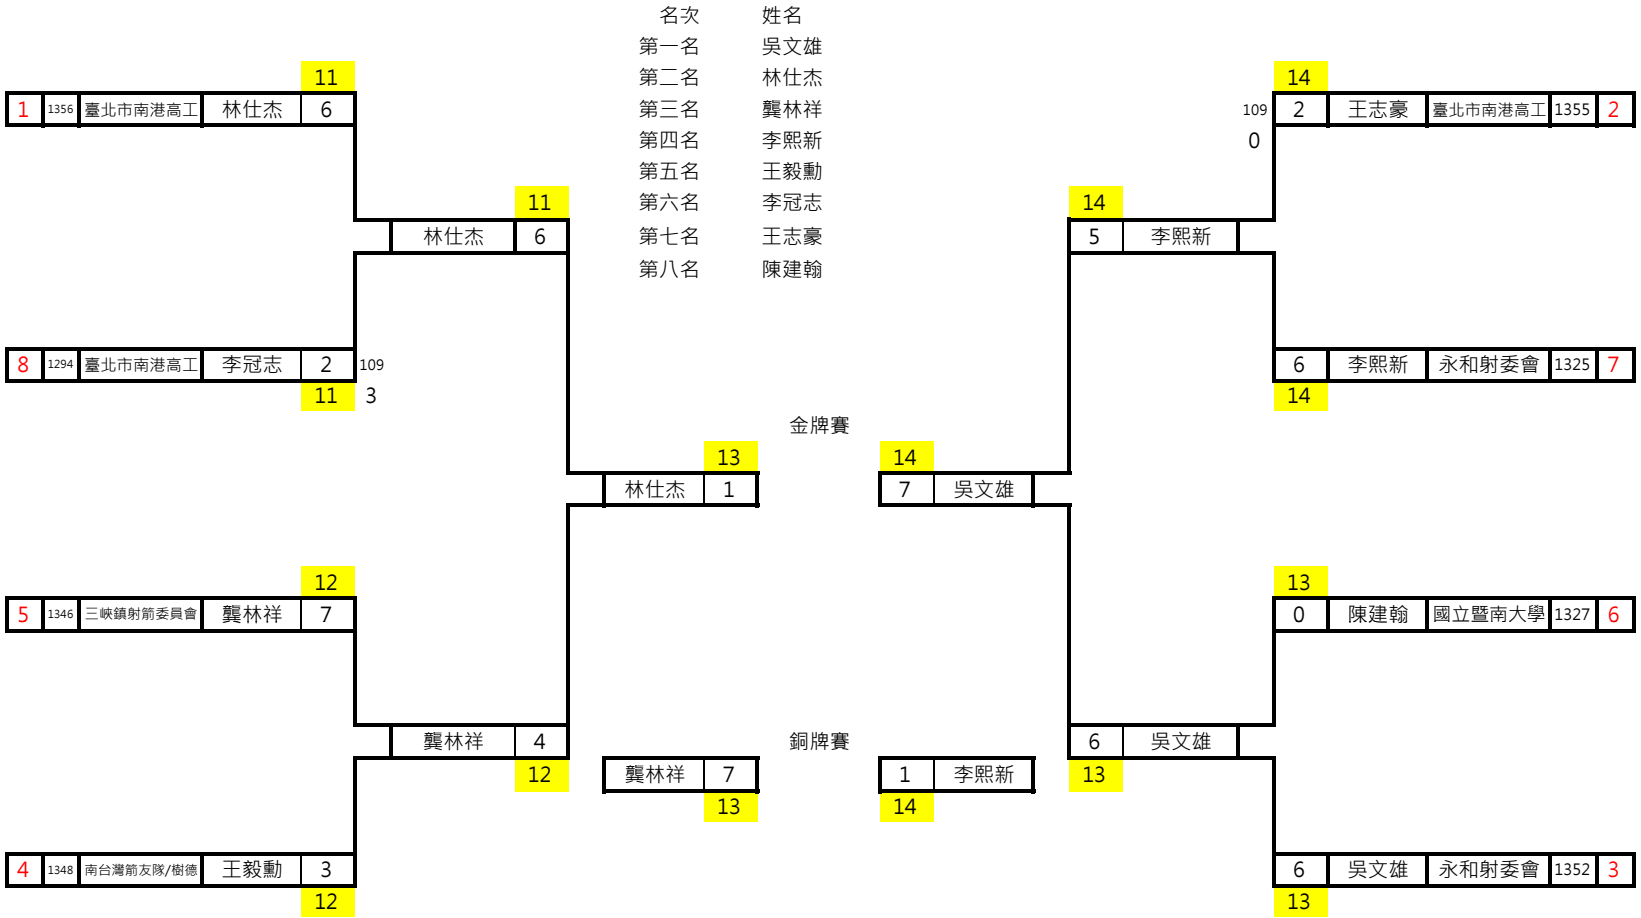 名次 姓名
第一名 吳文雄
第二名 林仕杰
第三名 龔林祥
第四名 李熙新
第五名 王毅勳
第六名 李冠志
第七名 王志豪
第八名 陳建翰
11
1 1356 臺北市南港高工 林仕杰 6
11
林仕杰 6
8 1294 臺北市南港高工 李冠志 2 109
11 3
13
林仕杰 1
12
5 1346 三峽鎮射箭委員會 龔林祥 7
龔林祥 4
12
4 1348 南台灣箭友隊/樹德 王毅勳 3
12
金牌賽
銅牌賽
龔林祥 7
13
1 李熙新
14
14
109 2 王志豪 臺北市南港高工 1355 2
0
14
5 李熙新
6 李熙新 永和射委會 1325 7
14
14
7 吳文雄
13
0 陳建翰 國立暨南大學 1327 6
6 吳文雄
13
6 吳文雄 永和射委會 1352 3
13